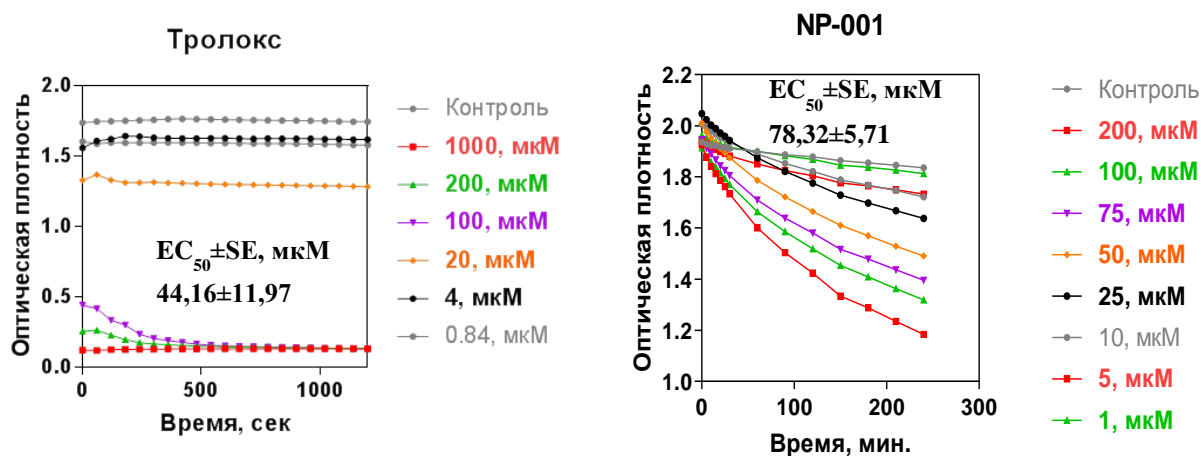 Тролокс
Оптическая плотность
2.0
1.5
1.0
0.5
0.0
EC50±SE, мкМ
44,16±11,97
0
500
1000
Время, сек
Контроль
1000, мкМ
200, мкМ
100, мкМ
20, мкМ
4, мкМ
0.84, мкМ
NP-001
Оптическая плотность
2.2
2.0
1.8
1.6
1.4
1.2
1.0
EC50±SE, мкМ
78,32±5,71
0
100
200
300
Время, мин.
Контроль
200, мкМ
100, мкМ
75, мкМ
50, мкМ
25, мкМ
10, мкМ
5, мкМ
1, мкМ